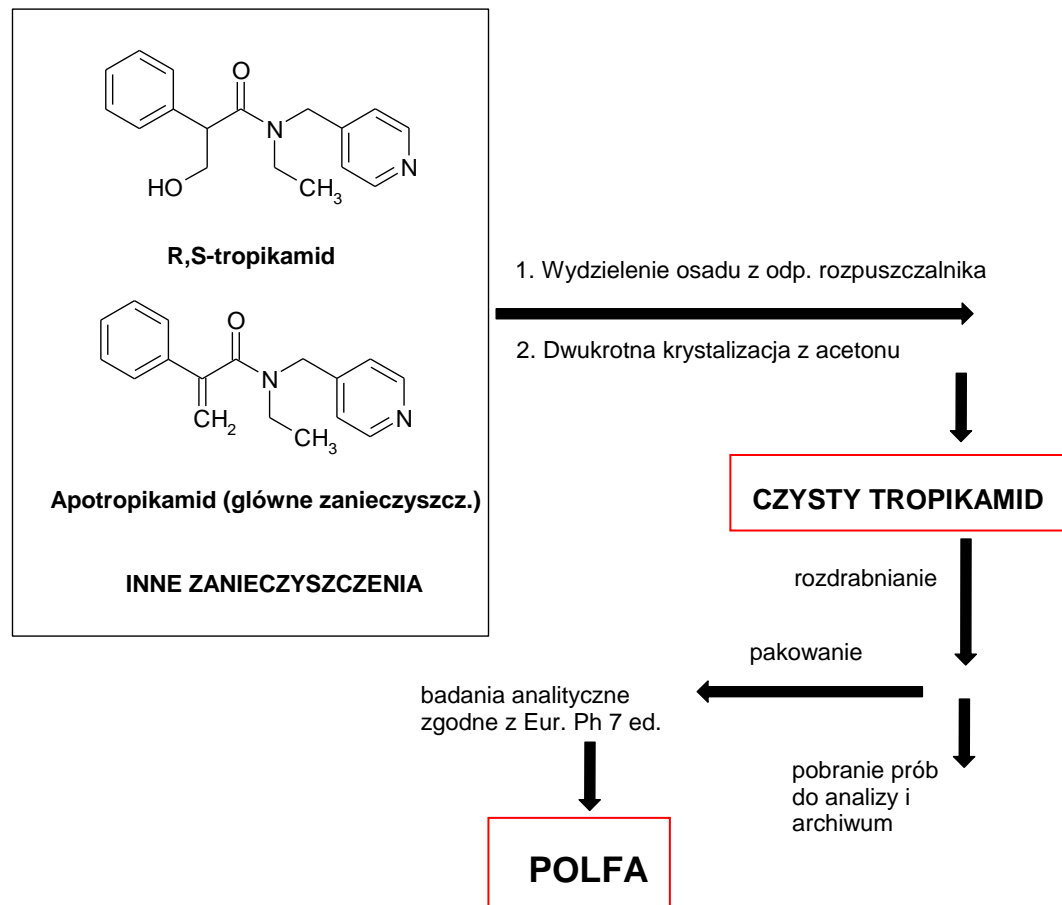 O
N
N
HO
CH3
R,S-tropikamid
O
N
N
CH2
CH3
Apotropikamid (glówne zanieczyszcz.)
INNE ZANIECZYSZCZENIA
1. Wydzielenie osadu z odp. rozpuszczalnika
2. Dwukrotna krystalizacja z acetonu
CZYSTY TROPIKAMID
rozdrabnianie
pakowanie
badania analityczne
zgodne z Eur. Ph 7 ed.
pobranie prób
do analizy i
archiwum
POLFA